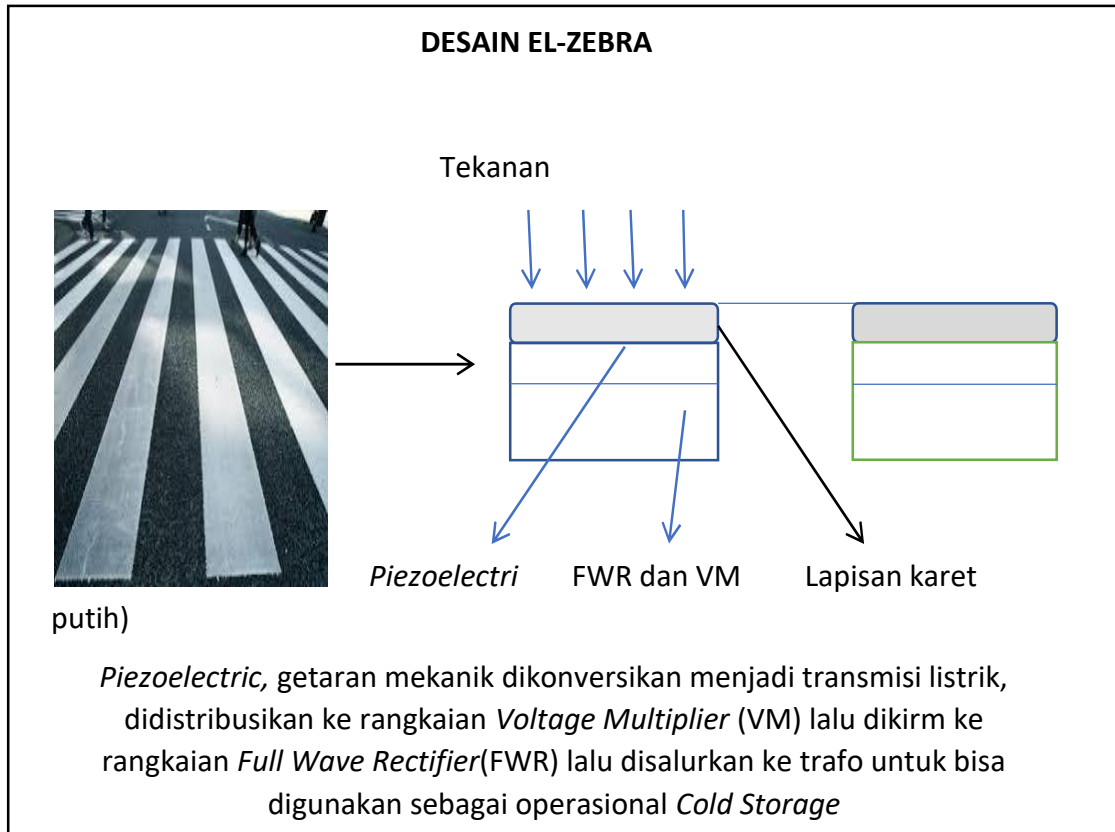 DESAIN EL-ZEBRA
Tekanan
Piezoelectri FWR dan VM Lapisan karet
putih)
Piezoelectric, getaran mekanik dikonversikan menjadi transmisi listrik,
didistribusikan ke rangkaian Voltage Multiplier (VM) lalu dikirm ke
rangkaian Full Wave Rectifier(FWR) lalu disalurkan ke trafo untuk bisa
digunakan sebagai operasional Cold Storage